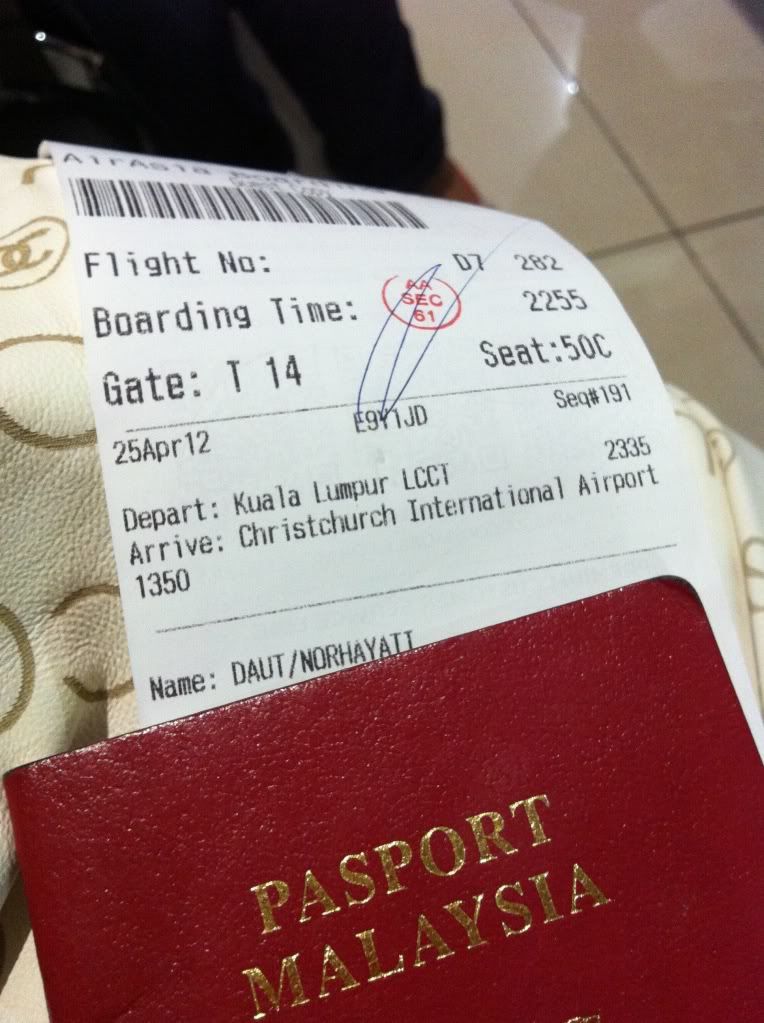 AirAsia
Flight No: D7 282
Boarding Time: 2255
AA
SEC
61
Gate: T 14 Seat:50C
25Apr12 E9Y1JD Seq#191
Depart: Kuala Lumpur LCCT 2335
Arrive: Christchurch International Airport
1350
Name: DAUT/NORHAYATI
PASPORT
MALAYSIA